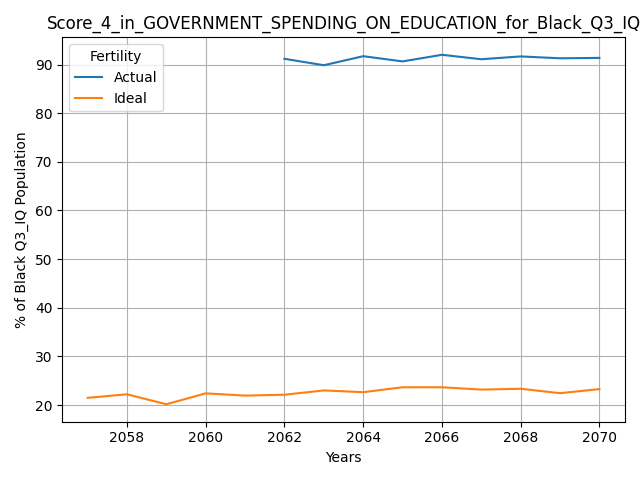 Score_4_in_GOVERNMENT_SPENDING_ON_EDUCATION_for_Black_Q3_IQ
Fertility
Actual
Ideal
% of Black Q3_IQ Population
90
80
70
60
50
40
30
20
2058 2060 2062 2064 2066 2068 2070
Years